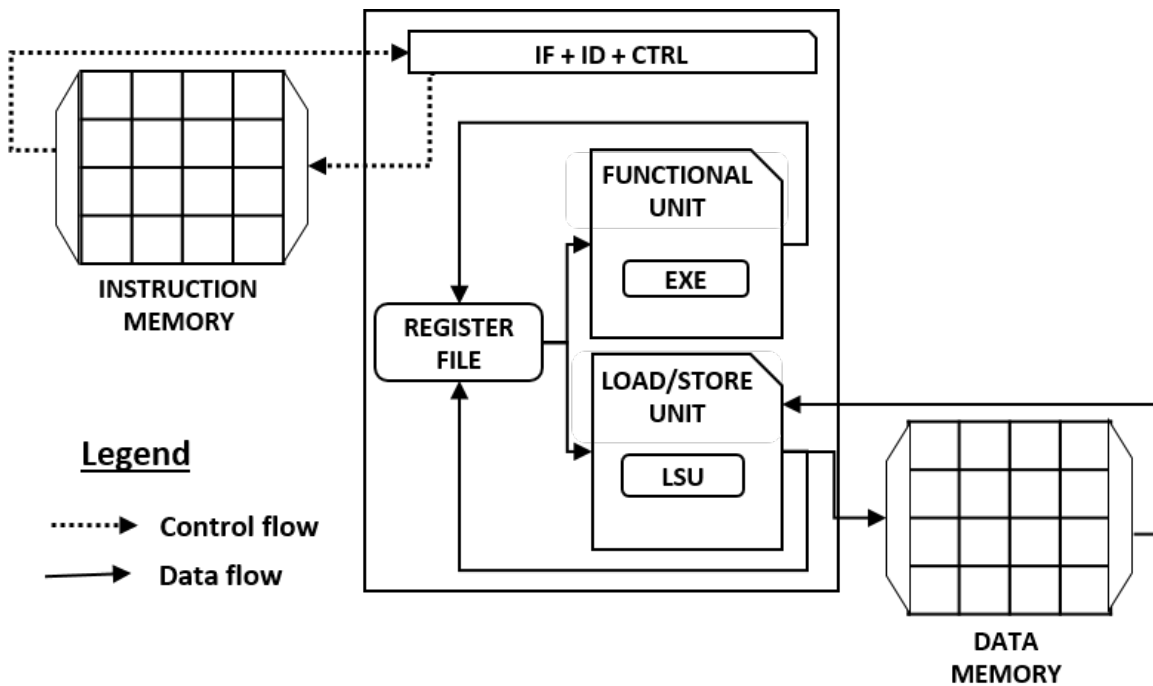 IF + ID + CTRL
FUNCTIONAL
UNIT
EXE
INSTRUCTION
MEMORY
REGISTER
FILE
LOAD/STORE
UNIT
LSU
Legend
Control flow
Data flow
DATA
MEMORY